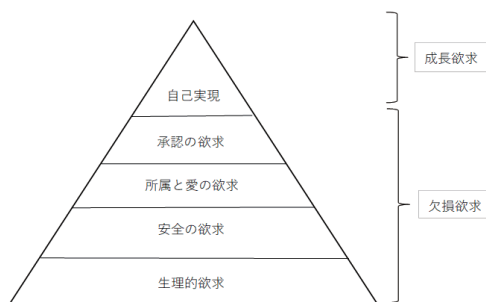 成長欲求
自己実現
承認の欲求
所属と愛の欲求
安全の欲求
欠損欲求
生理的欲求